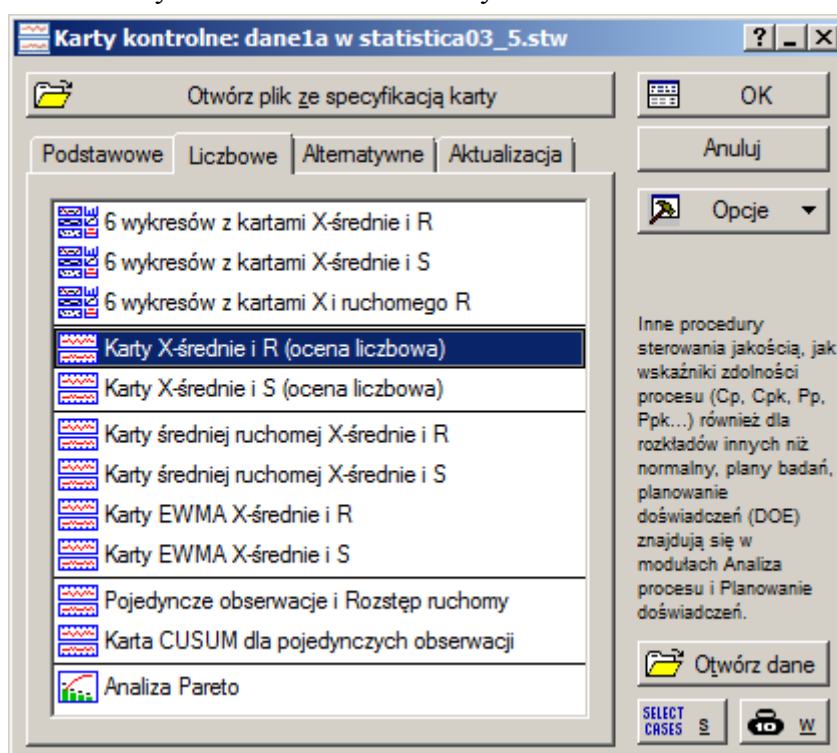 Karty kontrolne: dane1a w statistica03_5.stw
Otwórz plik ze specyfikacją karty
OK
Podstawowe Liczbowe Alternatywne Aktualizacja
Anuluj
Opcje
6 wykresów z kartami X-średnie i R
6 wykresów z kartami X-średnie i S
6 wykresów z kartami X i ruchomego R
Karty X-średnie i R (ocena liczbowa)
Karty X-średnie i S (ocena liczbowa)
Karty średniej ruchomej X-średnie i R
Karty średniej ruchomej X-średnie i S
Karty EWMA X-średnie i R
Karty EWMA X-średnie i S
Pojedyncze obserwacje i Rozstęp ruchomy
Karta CUSUM dla pojedynczych obserwacji
Analiza Pareto
Inne procedury
sterowania jakością, jak
wskaźniki zdolności
procesu (Cp, Cpk, Pp,
Ppk...) również dla
rozkładów innych niż
normalny, plany badań,
planowanie
doświadczeń (DOE)
znajdują się w
modułach Analiza
procesu i Planowanie
doświadczeń.
Otwórz dane
SELECT
CASES S
10 W